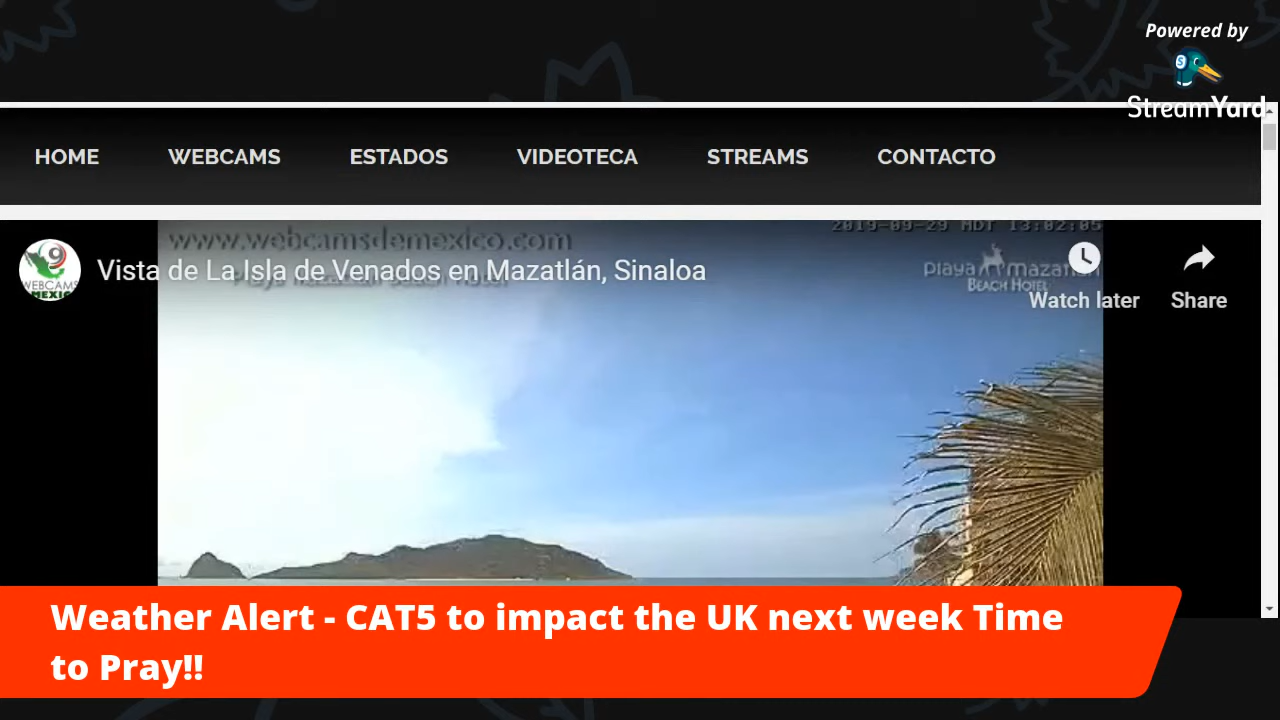 Powered by
StreamYard
HOME WEBCAMS ESTADOS VIDEOTECA STREAMS CONTACTO
www.webcamsdemexico.com
2019-09-29 MDT 13:02:05
Vista de La Isla de Venados en Mazatlán, Sinaloa
playa mazatlan
BEACH HOTEL
WEBCAMS
MEXICO
Watch later Share
Weather Alert - CAT5 to impact the UK next week Time
to Pray!!